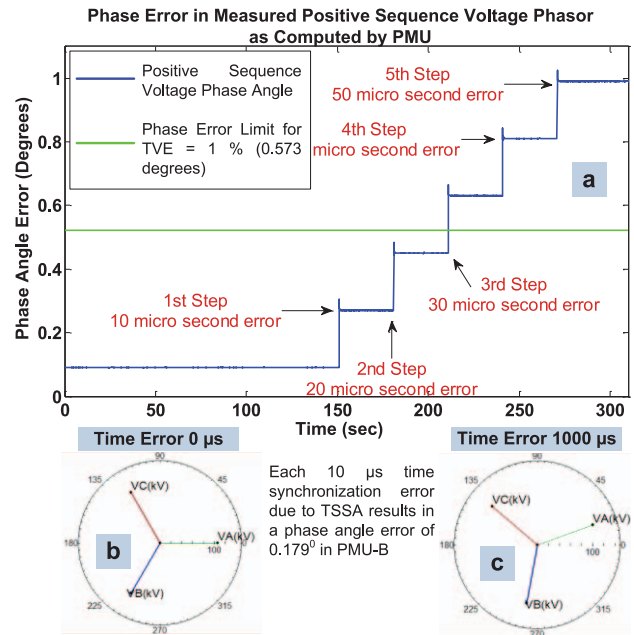 Phase Error in Measured Positive Sequence Voltage Phasor
as Computed by PMU
Phase Angle Error (Degrees)
1
0.8
0.6
0.4
0.2
0
Positive Sequence
Voltage Phase Angle
Phase Error Limit for
TVE = 1 % (0.573
degrees)
5th Step
50 micro second error
4th Step
micro second error
a
3rd Step
30 micro second error
1st Step
10 micro second error
2nd Step
20 micro second error
0 50 100 150 200 250 300
Time (sec)
Time Error 0 µs
90
135 45
VC(kV)
180 VA(kV)
100
b
VB(kV)
225 315
270
Each 10 µs time
synchronization error
due to TSSA results in
a phase angle error of
0.179⁰ in PMU-B
Time Error 1000 µs
90
135 45
VC(kV)
VA(kV)
180 100
c
VB(kV)
225 315
270